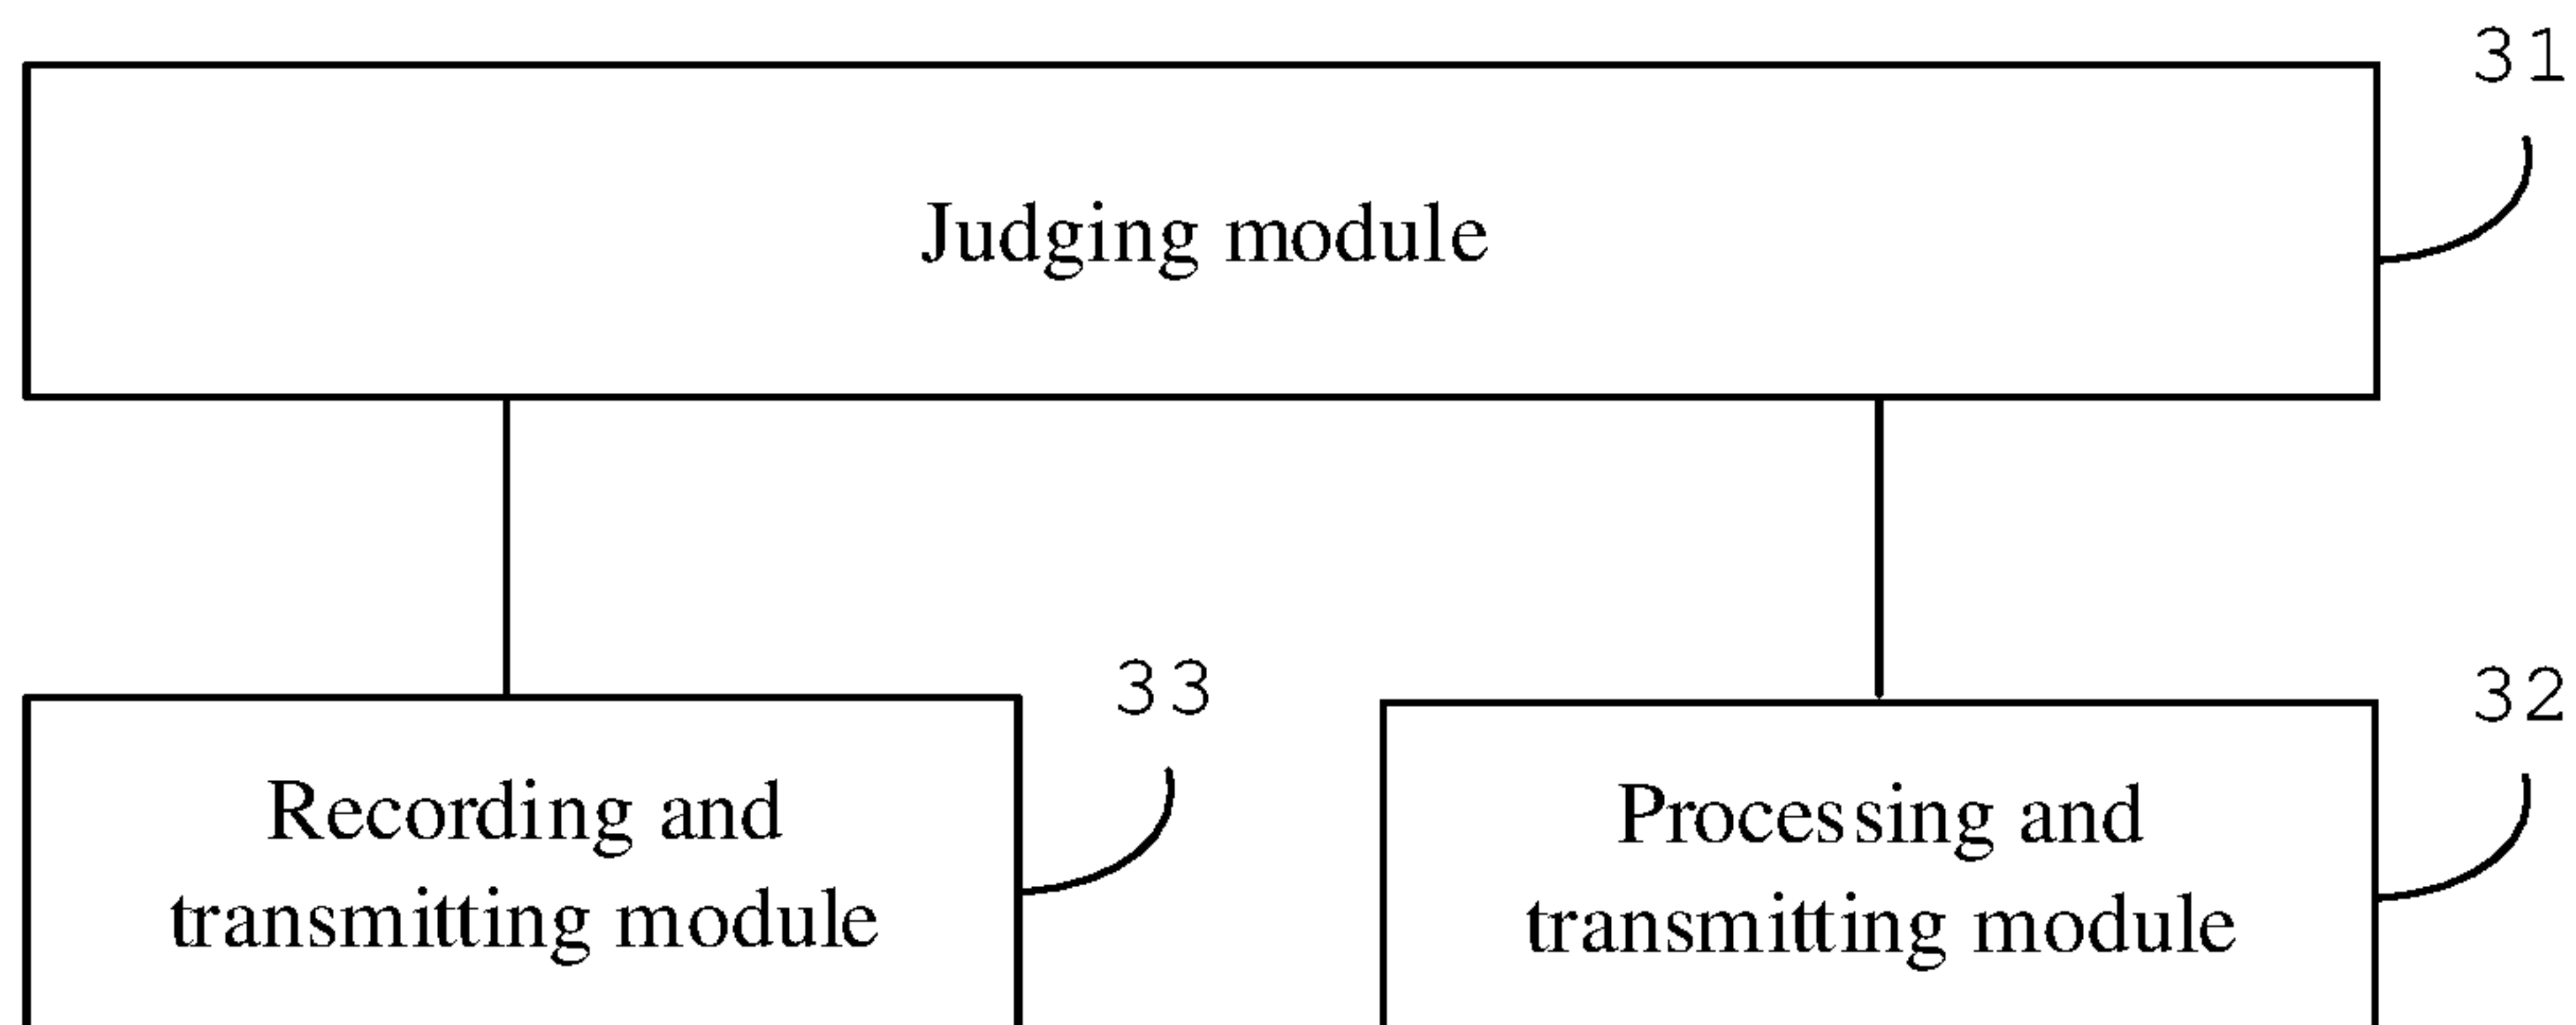 31
Judging module
33
32
Recording and
transmitting module
Processing and
transmitting module